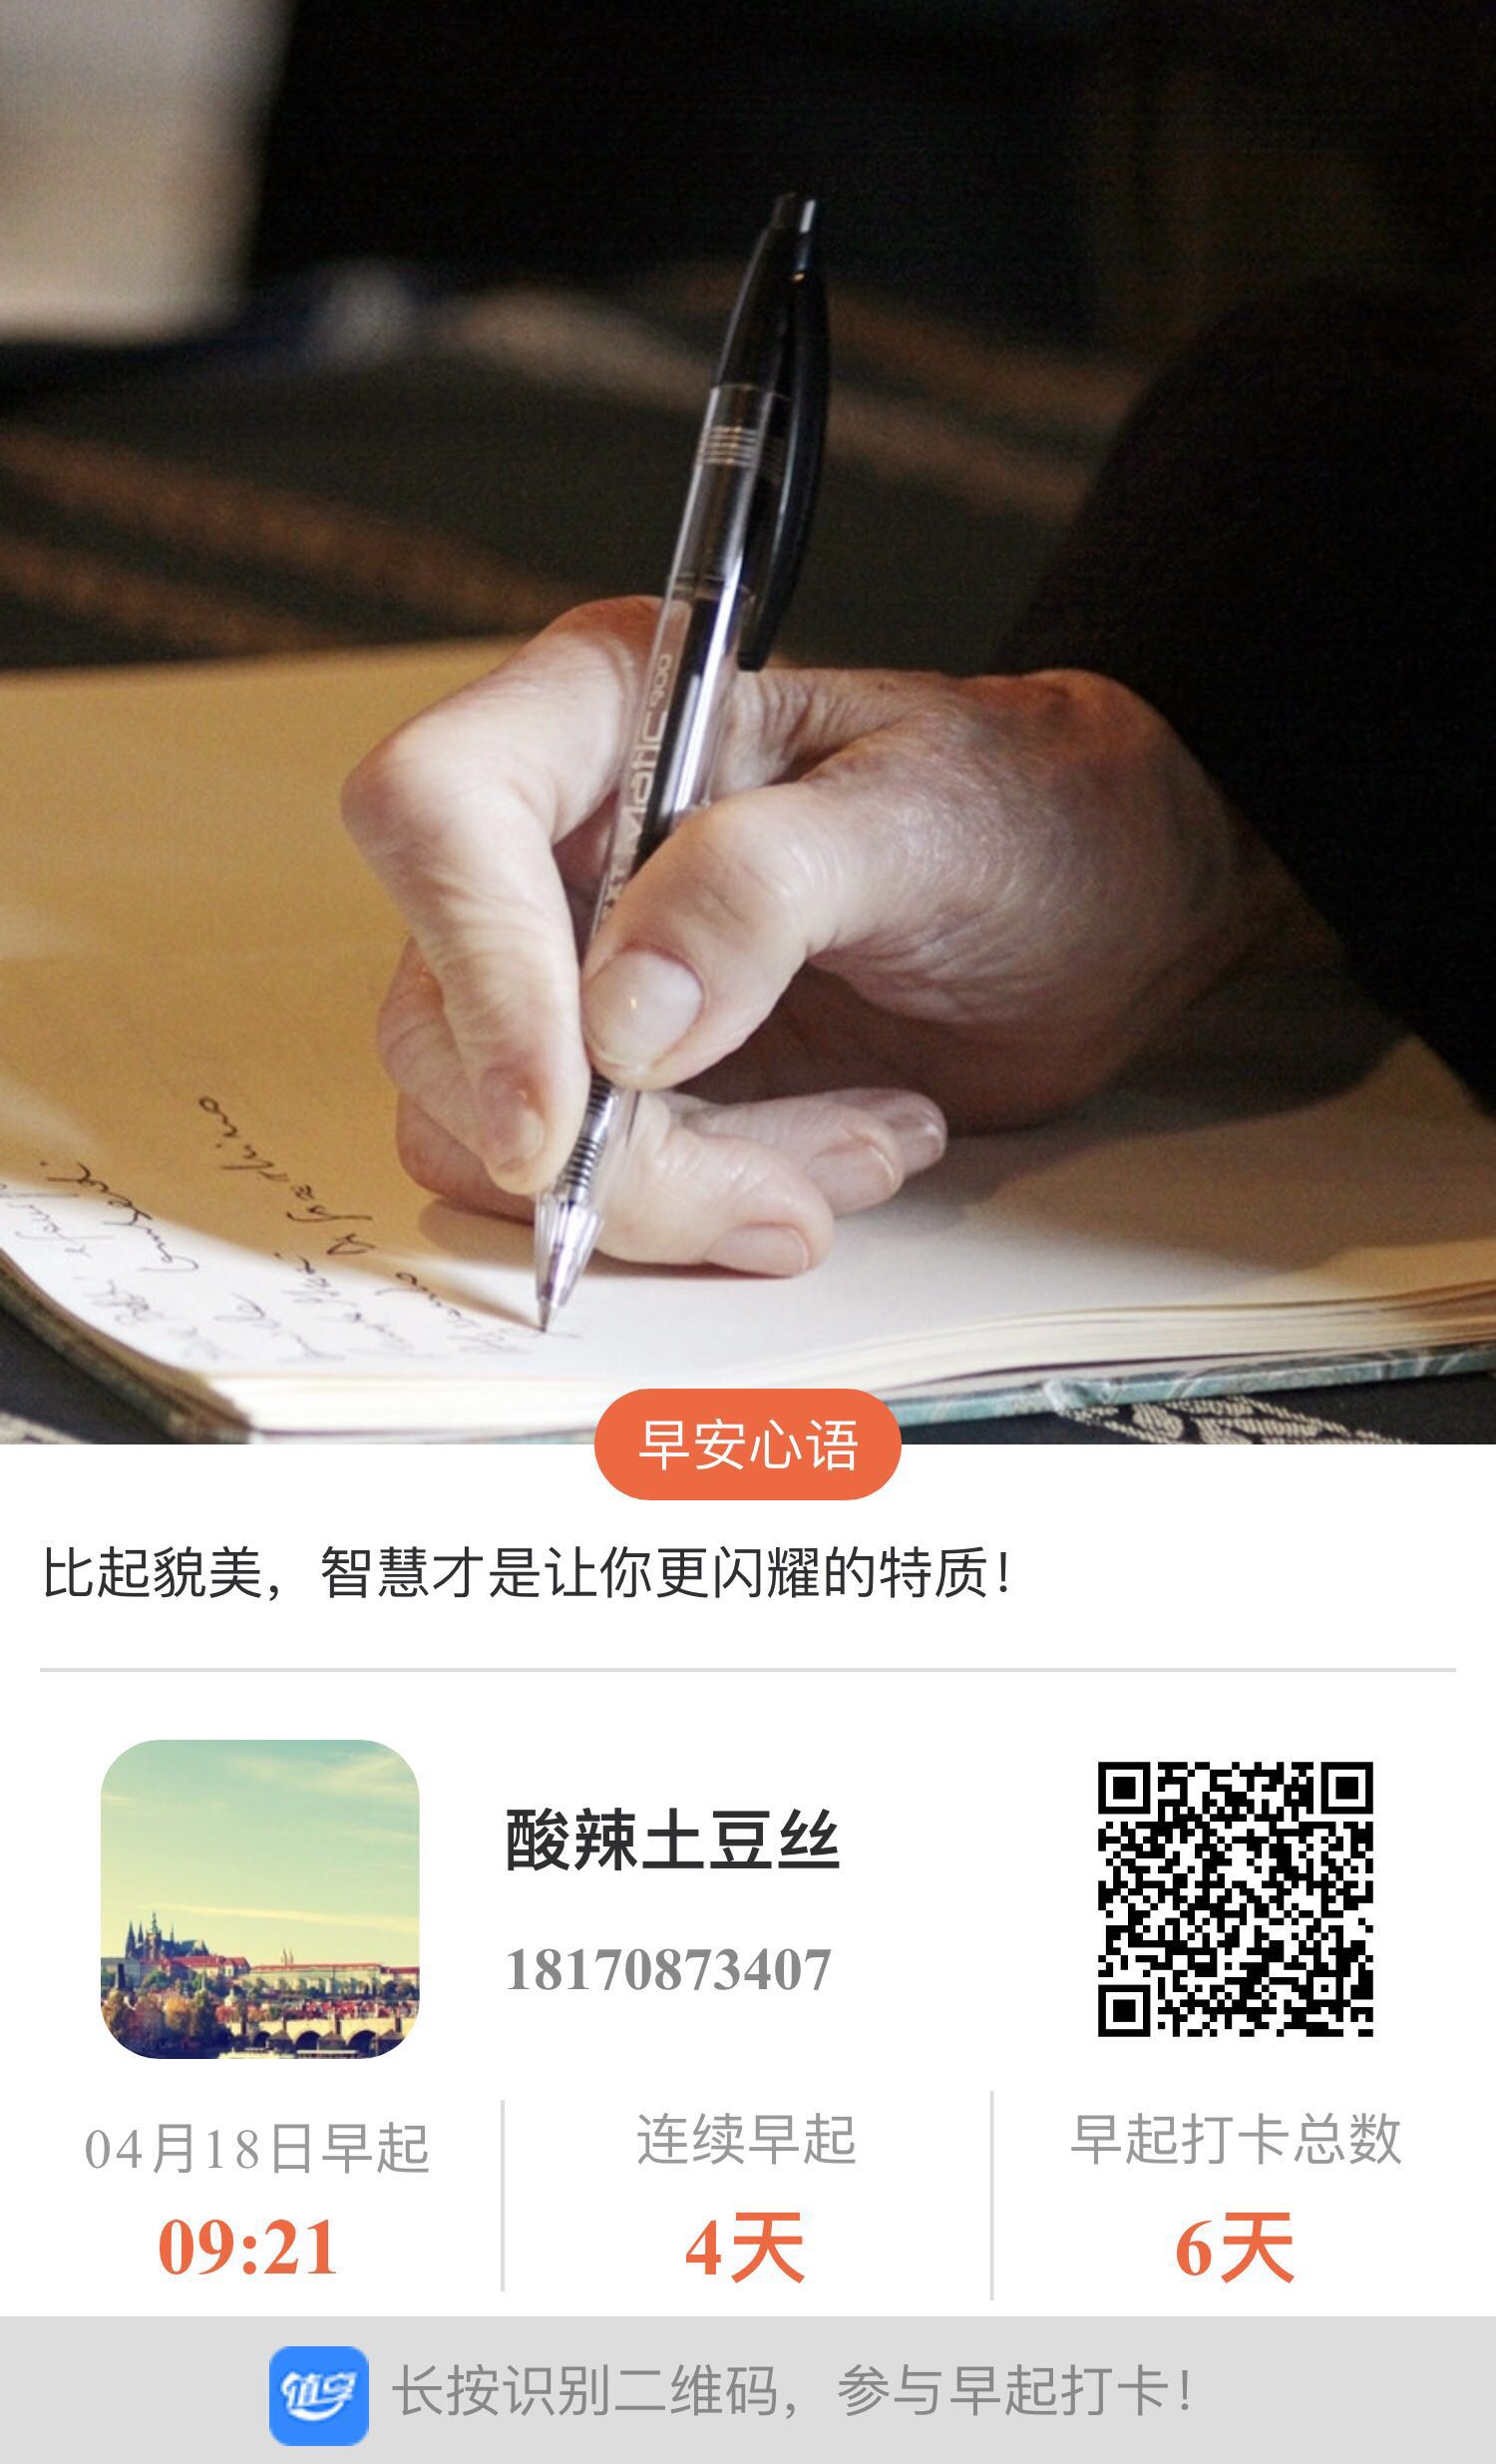 matic 300
早安心语
比起貌美，智慧才是让你更闪耀的特质！
酸辣土豆丝
18170873407
04月18日早起
连续早起
早起打卡总数
09:21
4天
6天
值享
长按识别二维码，参与早起打卡！